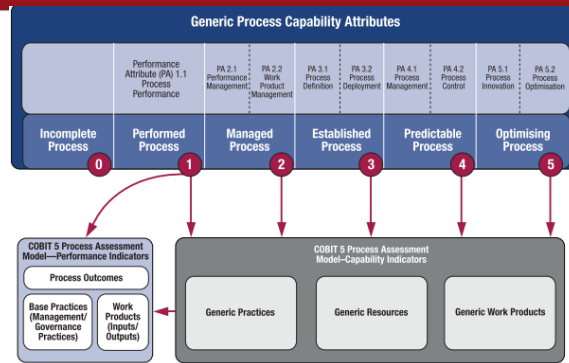 Generic Process Capability Attributes
Performance
Attribute (PA) 1.1
Process
Performance
PA 2.1
Performance
Management
PA 2.2
Work
Product
Management
PA 3.1
Process
Definition
PA 3.2
Process
Deployment
PA 4.1
Process
Management
PA 4.2
Process
Control
PA 5.1
Process
Innovation
PA 5.2
Process
Optimisation
Incomplete
Process
0
Performed
Process
1
Managed
Process
2
Established
Process
3
Predictable
Process
4
Optimising
Process
5
COBIT 5 Process Assessment
Model—Performance Indicators
Process Outcomes
Base Practices
(Management/
Governance
Practices)
Work
Products
(Inputs/
Outputs)
COBIT 5 Process Assessment
Model–Capability Indicators
Generic Practices
Generic Resources
Generic Work Products